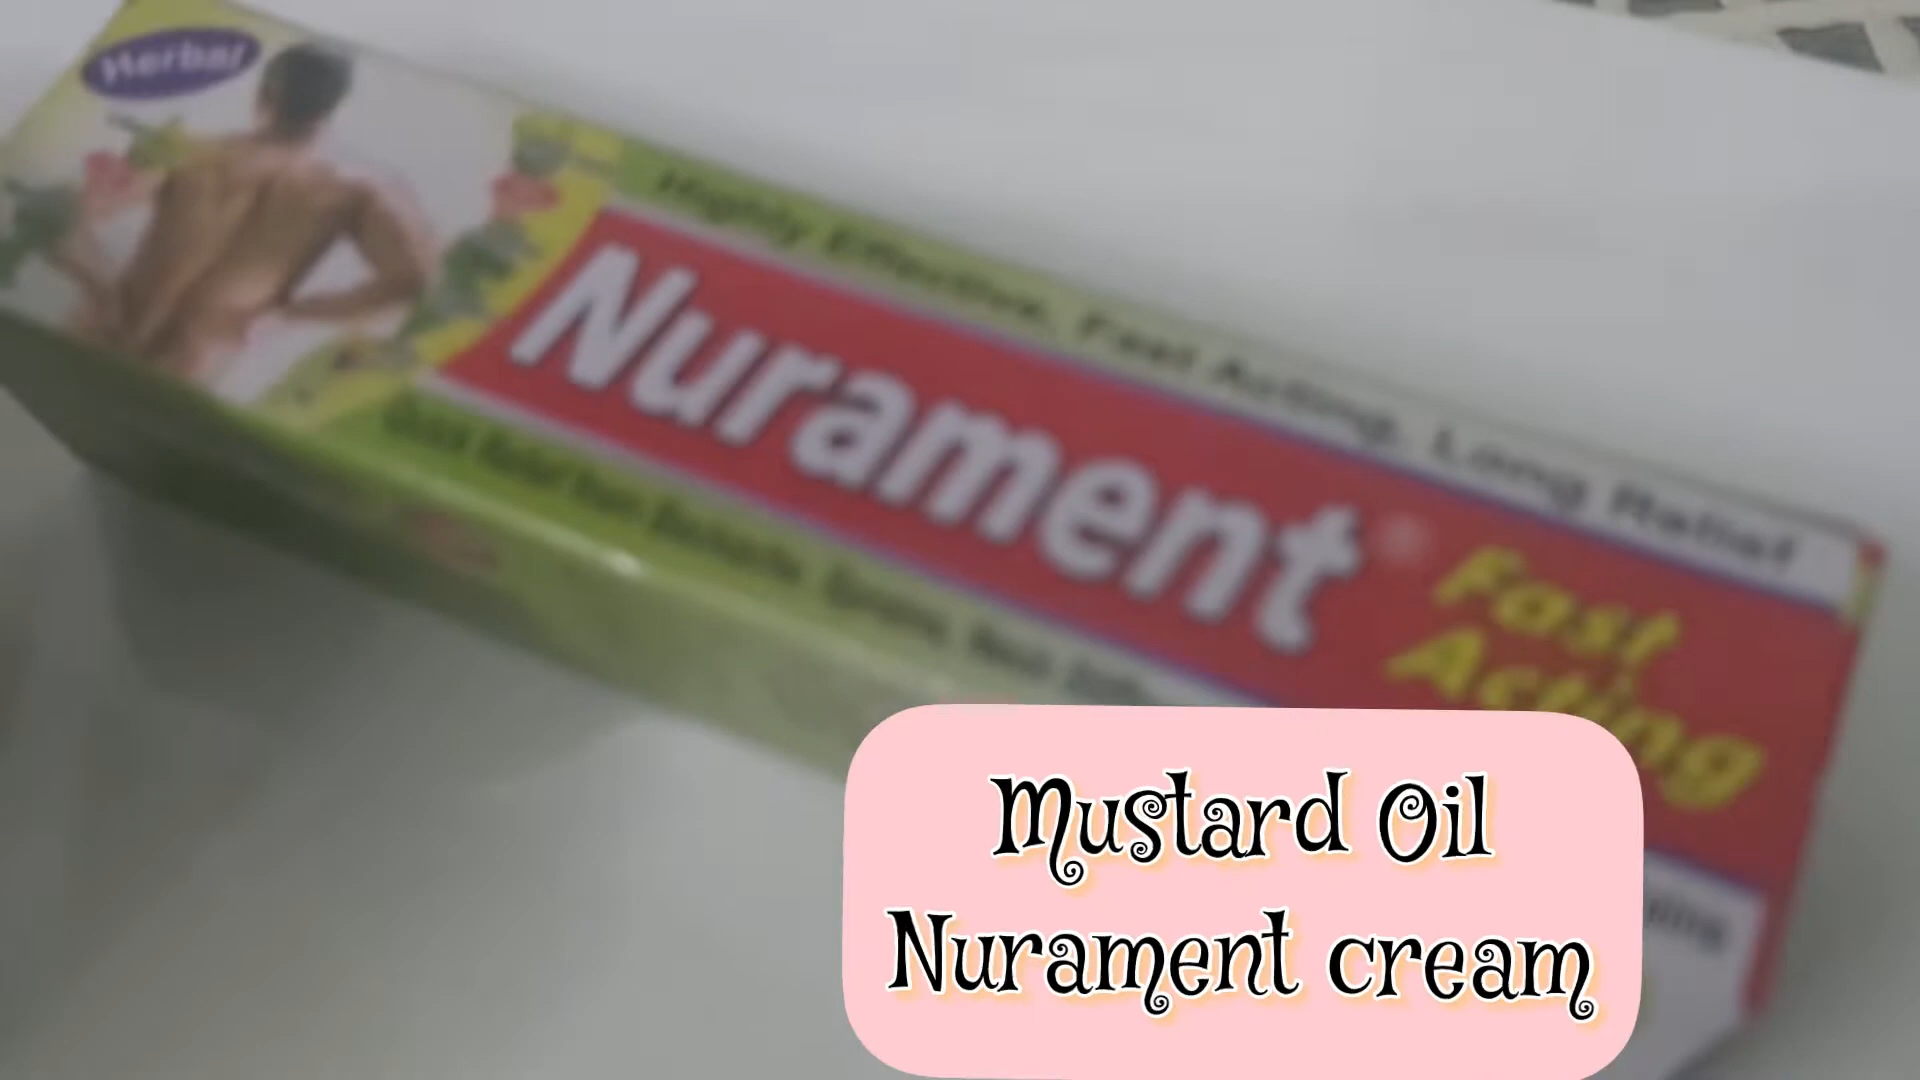 Herbal
Highly Effective, Fast Acting, Long Relief
Nurament
Fast
Acting
Mustard Oil
Nurament cream